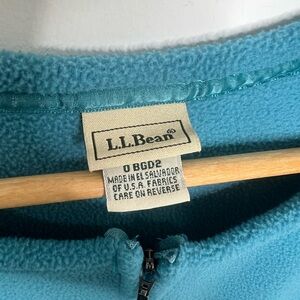 L.L.Bean®
0 BGD2
MADE IN EL SALVADOR
OF U.S.A. FABRICS
CARE ON REVERSE